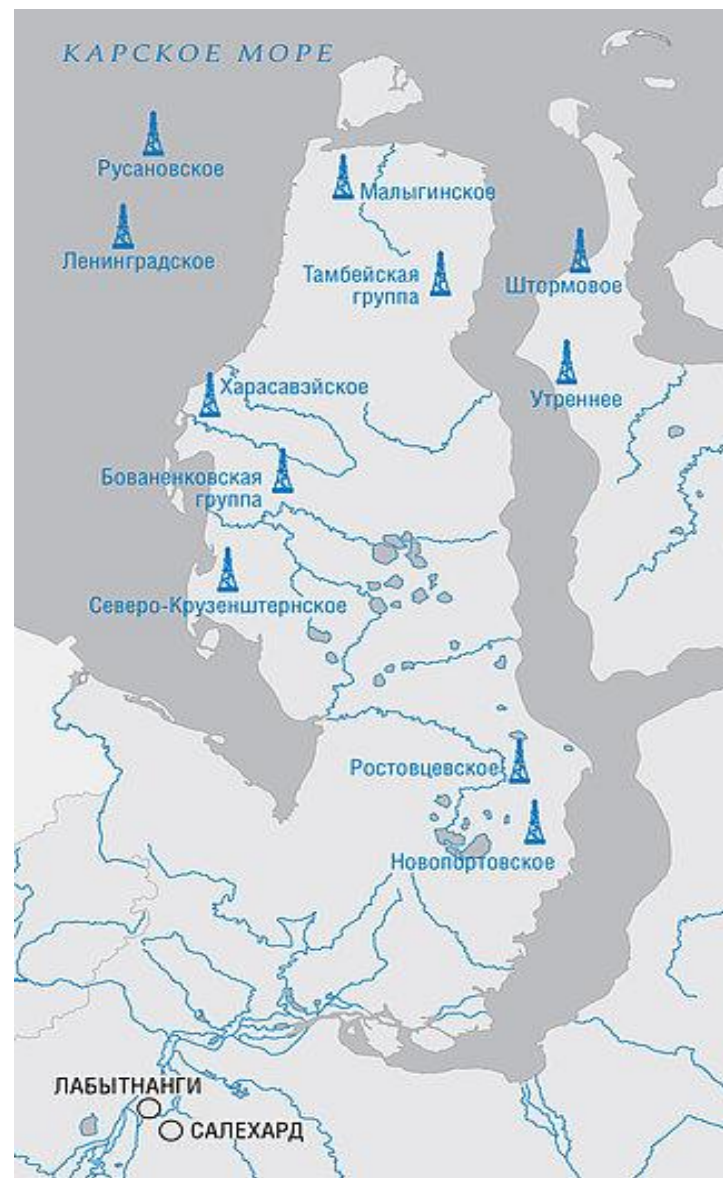 КАРСКОЕ МОРЕ
Русановское
Малыгинское
Ленинградское
Тамбейская
группа
Штормовое
Харасавэйское
Утреннее
Бованенковская
группа
Северо-Крузенштернское
Ростовцевское
Новопортовское
ЛАБЫТНАНГИ
САЛЕХАРД